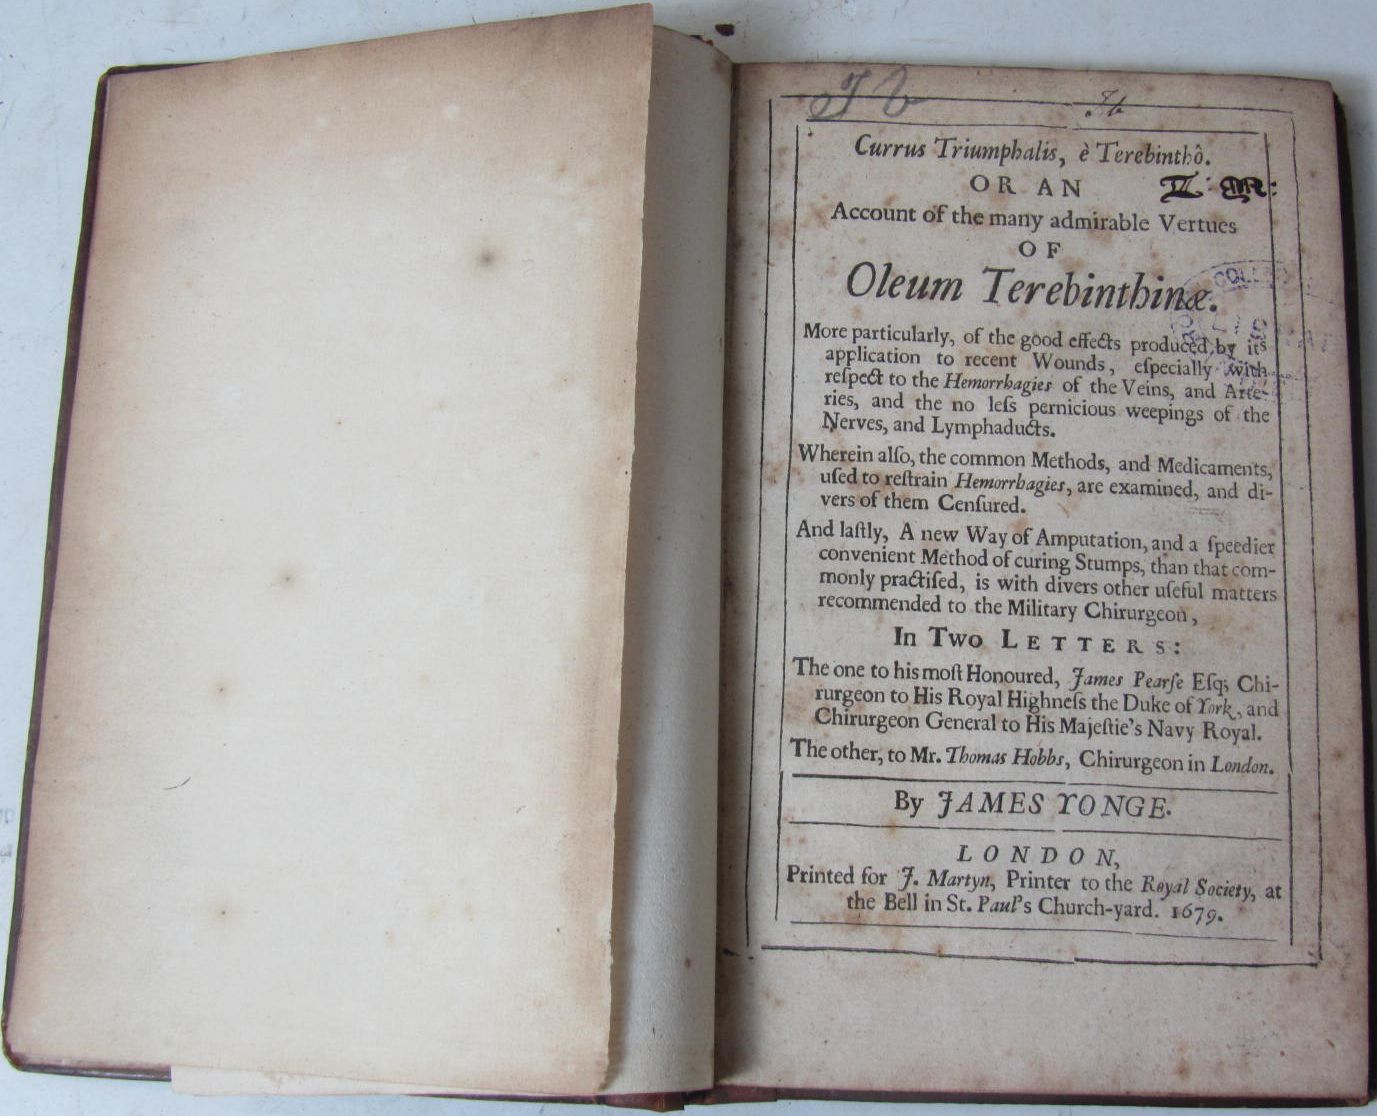 Currus Triumphalis, è Terebinthô.
OR AN
Account of the many admirable Vertues
OF
Oleum Terebinthinæ.
More particularly, of the good effects produced by its
application to recent Wounds, eſpecially with
reſpect to the Hemorrhagies of the Veins, and Arte-
ries, and the no leſs pernicious weepings of the
Nerves, and Lymphaducts.
Wherein alſo, the common Methods, and Medicaments,
uſed to reſtrain Hemorrhagies, are examined, and di-
vers of them Cenſured.
And laſtly, A new Way of Amputation, and a ſpeedier
convenient Method of curing Stumps, than that com-
monly practiſed, is with divers other uſeful matters
recommended to the Military Chirurgeon,
In Two LETTERS:
The one to his moſt Honoured, James Pearſe Eſq; Chi-
rurgeon to His Royal Highneſs the Duke of York, and
Chirurgeon General to His Majeſtie's Navy Royal.
The other, to Mr. Thomas Hobbs, Chirurgeon in London.
By JAMES YONGE.
LONDON,
Printed for J. Martyn, Printer to the Royal Society, at
the Bell in St. Paul's Church-yard. 1679.